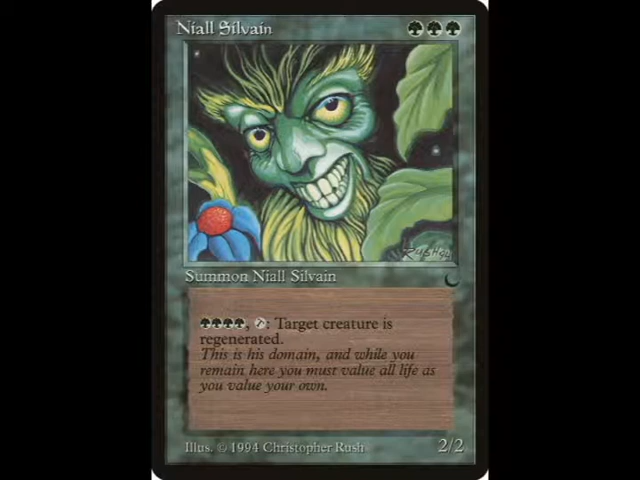 Niall Silvain
Rush94
Summon Niall Silvain
, : Target creature is
regenerated.
This is his domain, and while you
remain here you must value all life as
you value your own.
Illus. © 1994 Christopher Rush
2/2